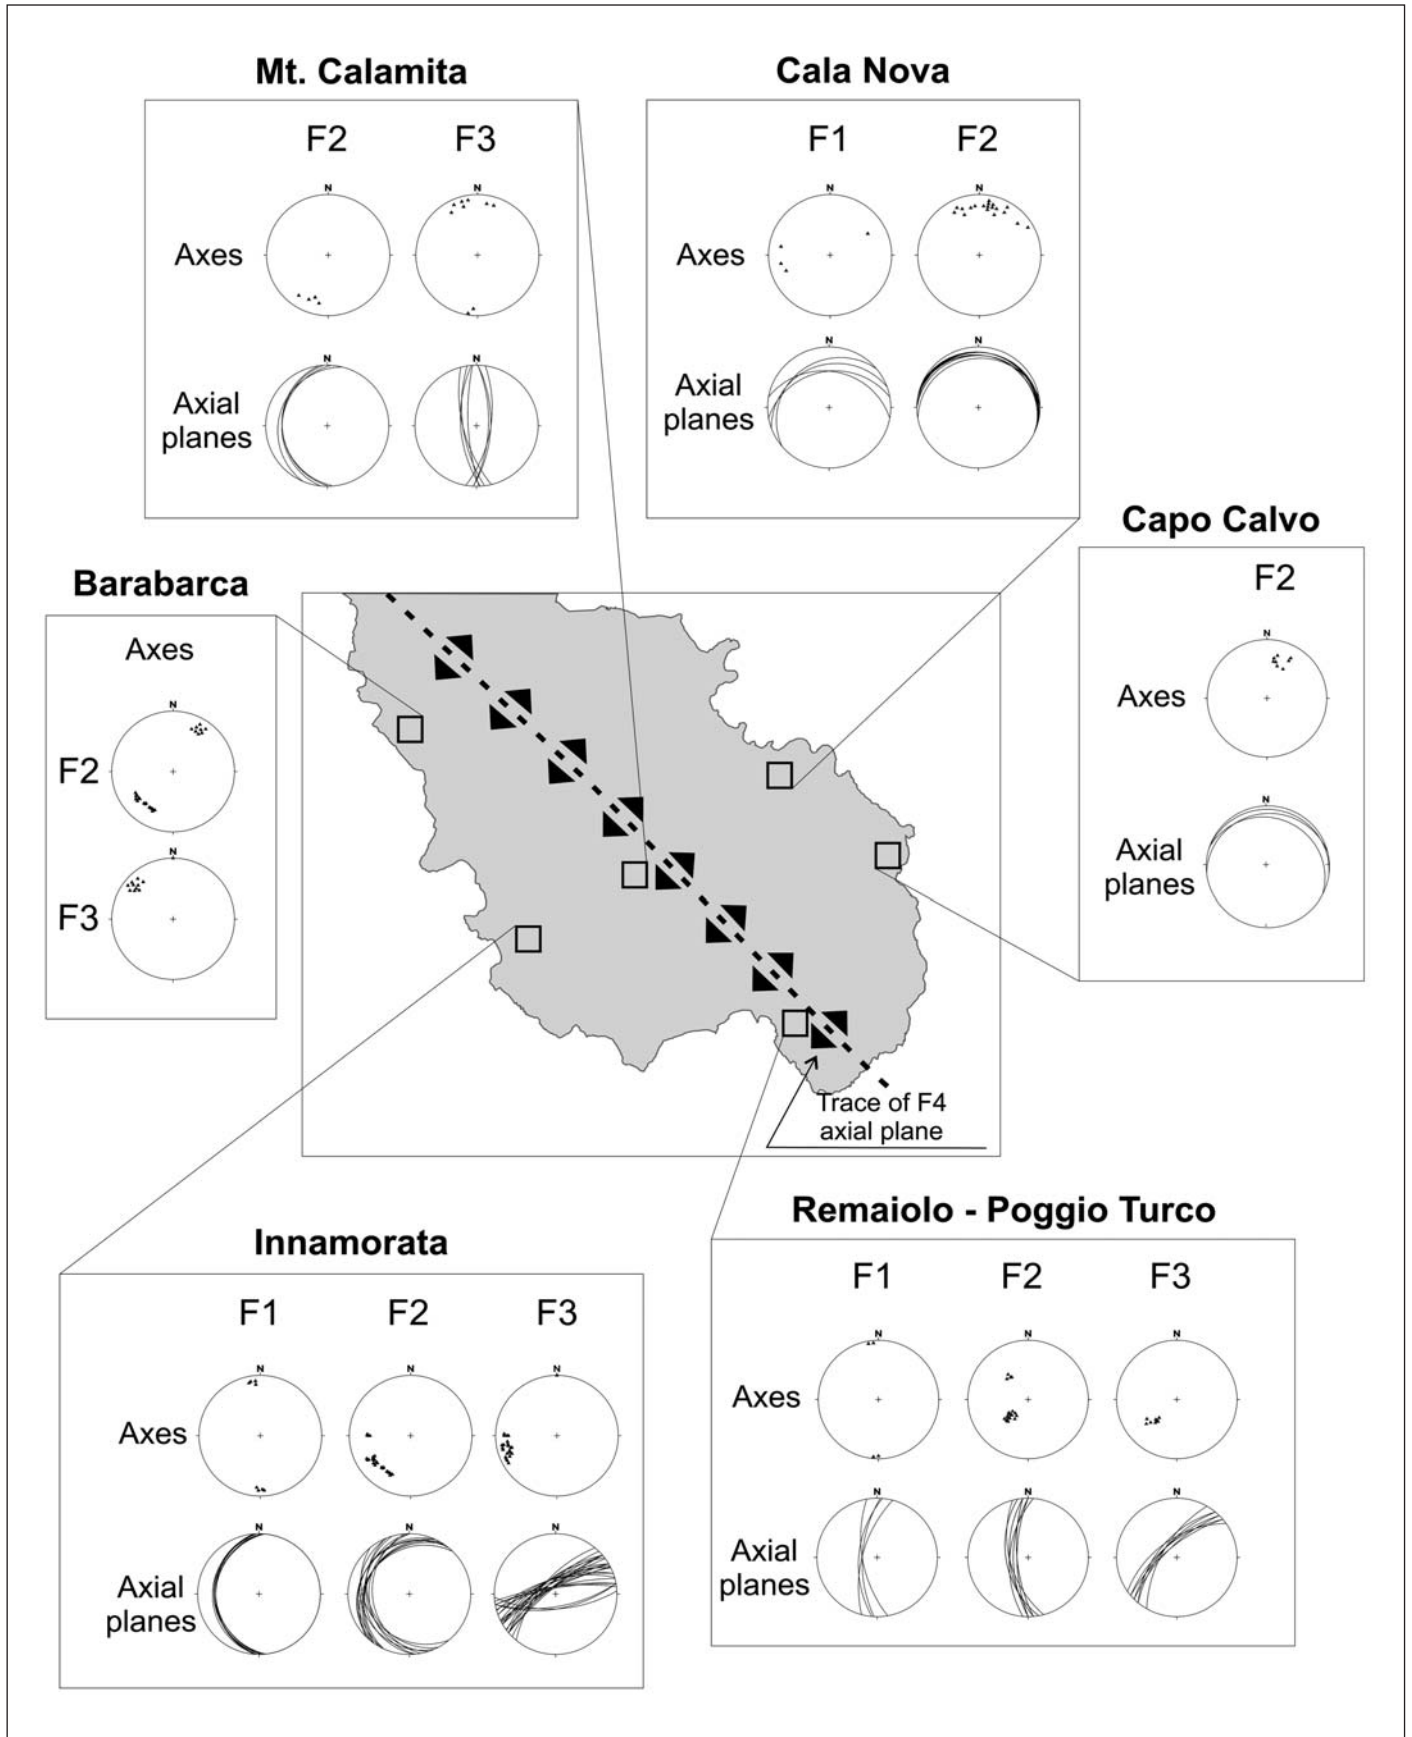 Mt. Calamita
F2
F3
N
N
Axes
N
N
Axial
planes
Cala Nova
F1
F2
N
N
Axes
N
N
Axial
planes
Capo Calvo
F2
N
Axes
N
Axial
planes
Barabarca
Axes
N
F2
N
F3
Trace of F4
axial plane
Innamorata
F1
F2
F3
N
N
N
Axes
N
N
N
Axial
planes
Remaiolo - Poggio Turco
F1
F2
F3
N
N
N
Axes
N
N
N
Axial
planes